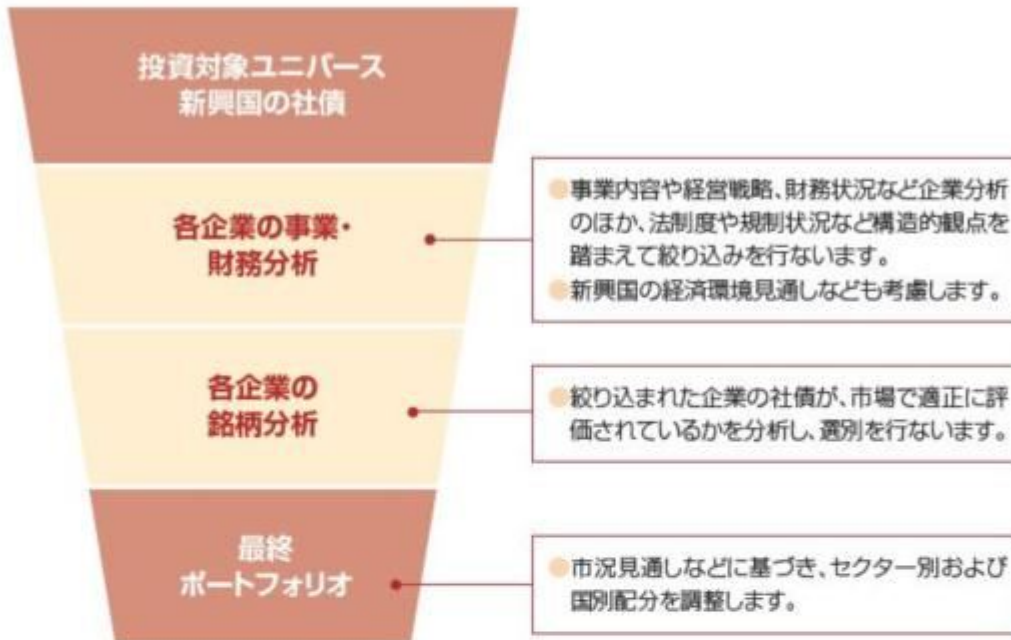 投資対象ユニバース
新興国の社債
各企業の事業・
財務分析
●事業内容や経営戦略、財務状況など企業分析
のほか、法制度や規制状況など構造的観点を
踏まえて絞り込みを行ないます。
●新興国の経済環境見通しなども考慮します。
各企業の
銘柄分析
●絞り込まれた企業の社債が、市場で適正に評
価されているかを分析し、選別を行ないます。
最終
ポートフォリオ
●市況見通しなどに基づき、セクター別および
国別配分を調整します。